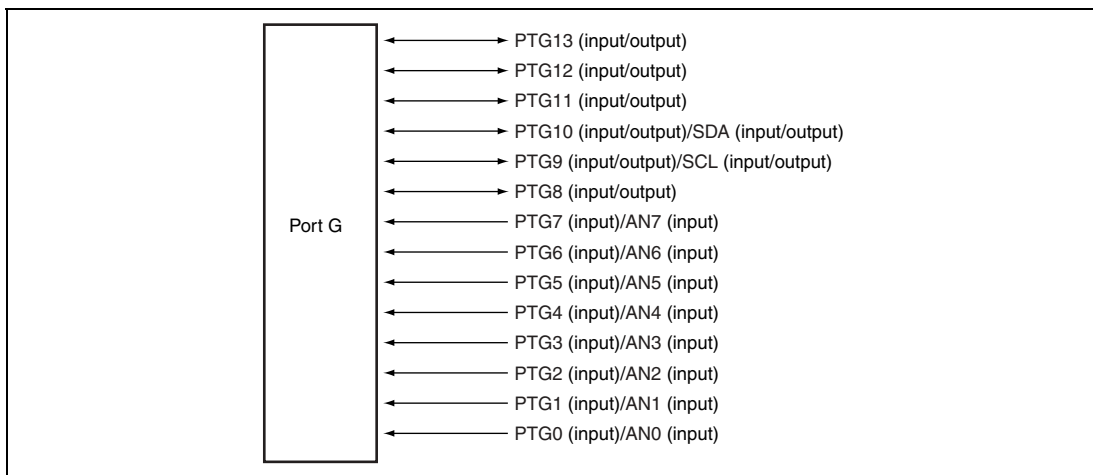 PTG13 (input/output)
PTG12 (input/output)
PTG11 (input/output)
PTG10 (input/output)/SDA (input/output)
PTG9 (input/output)/SCL (input/output)
PTG8 (input/output)
Port G
PTG7 (input)/AN7 (input)
PTG6 (input)/AN6 (input)
PTG5 (input)/AN5 (input)
PTG4 (input)/AN4 (input)
PTG3 (input)/AN3 (input)
PTG2 (input)/AN2 (input)
PTG1 (input)/AN1 (input)
PTG0 (input)/AN0 (input)